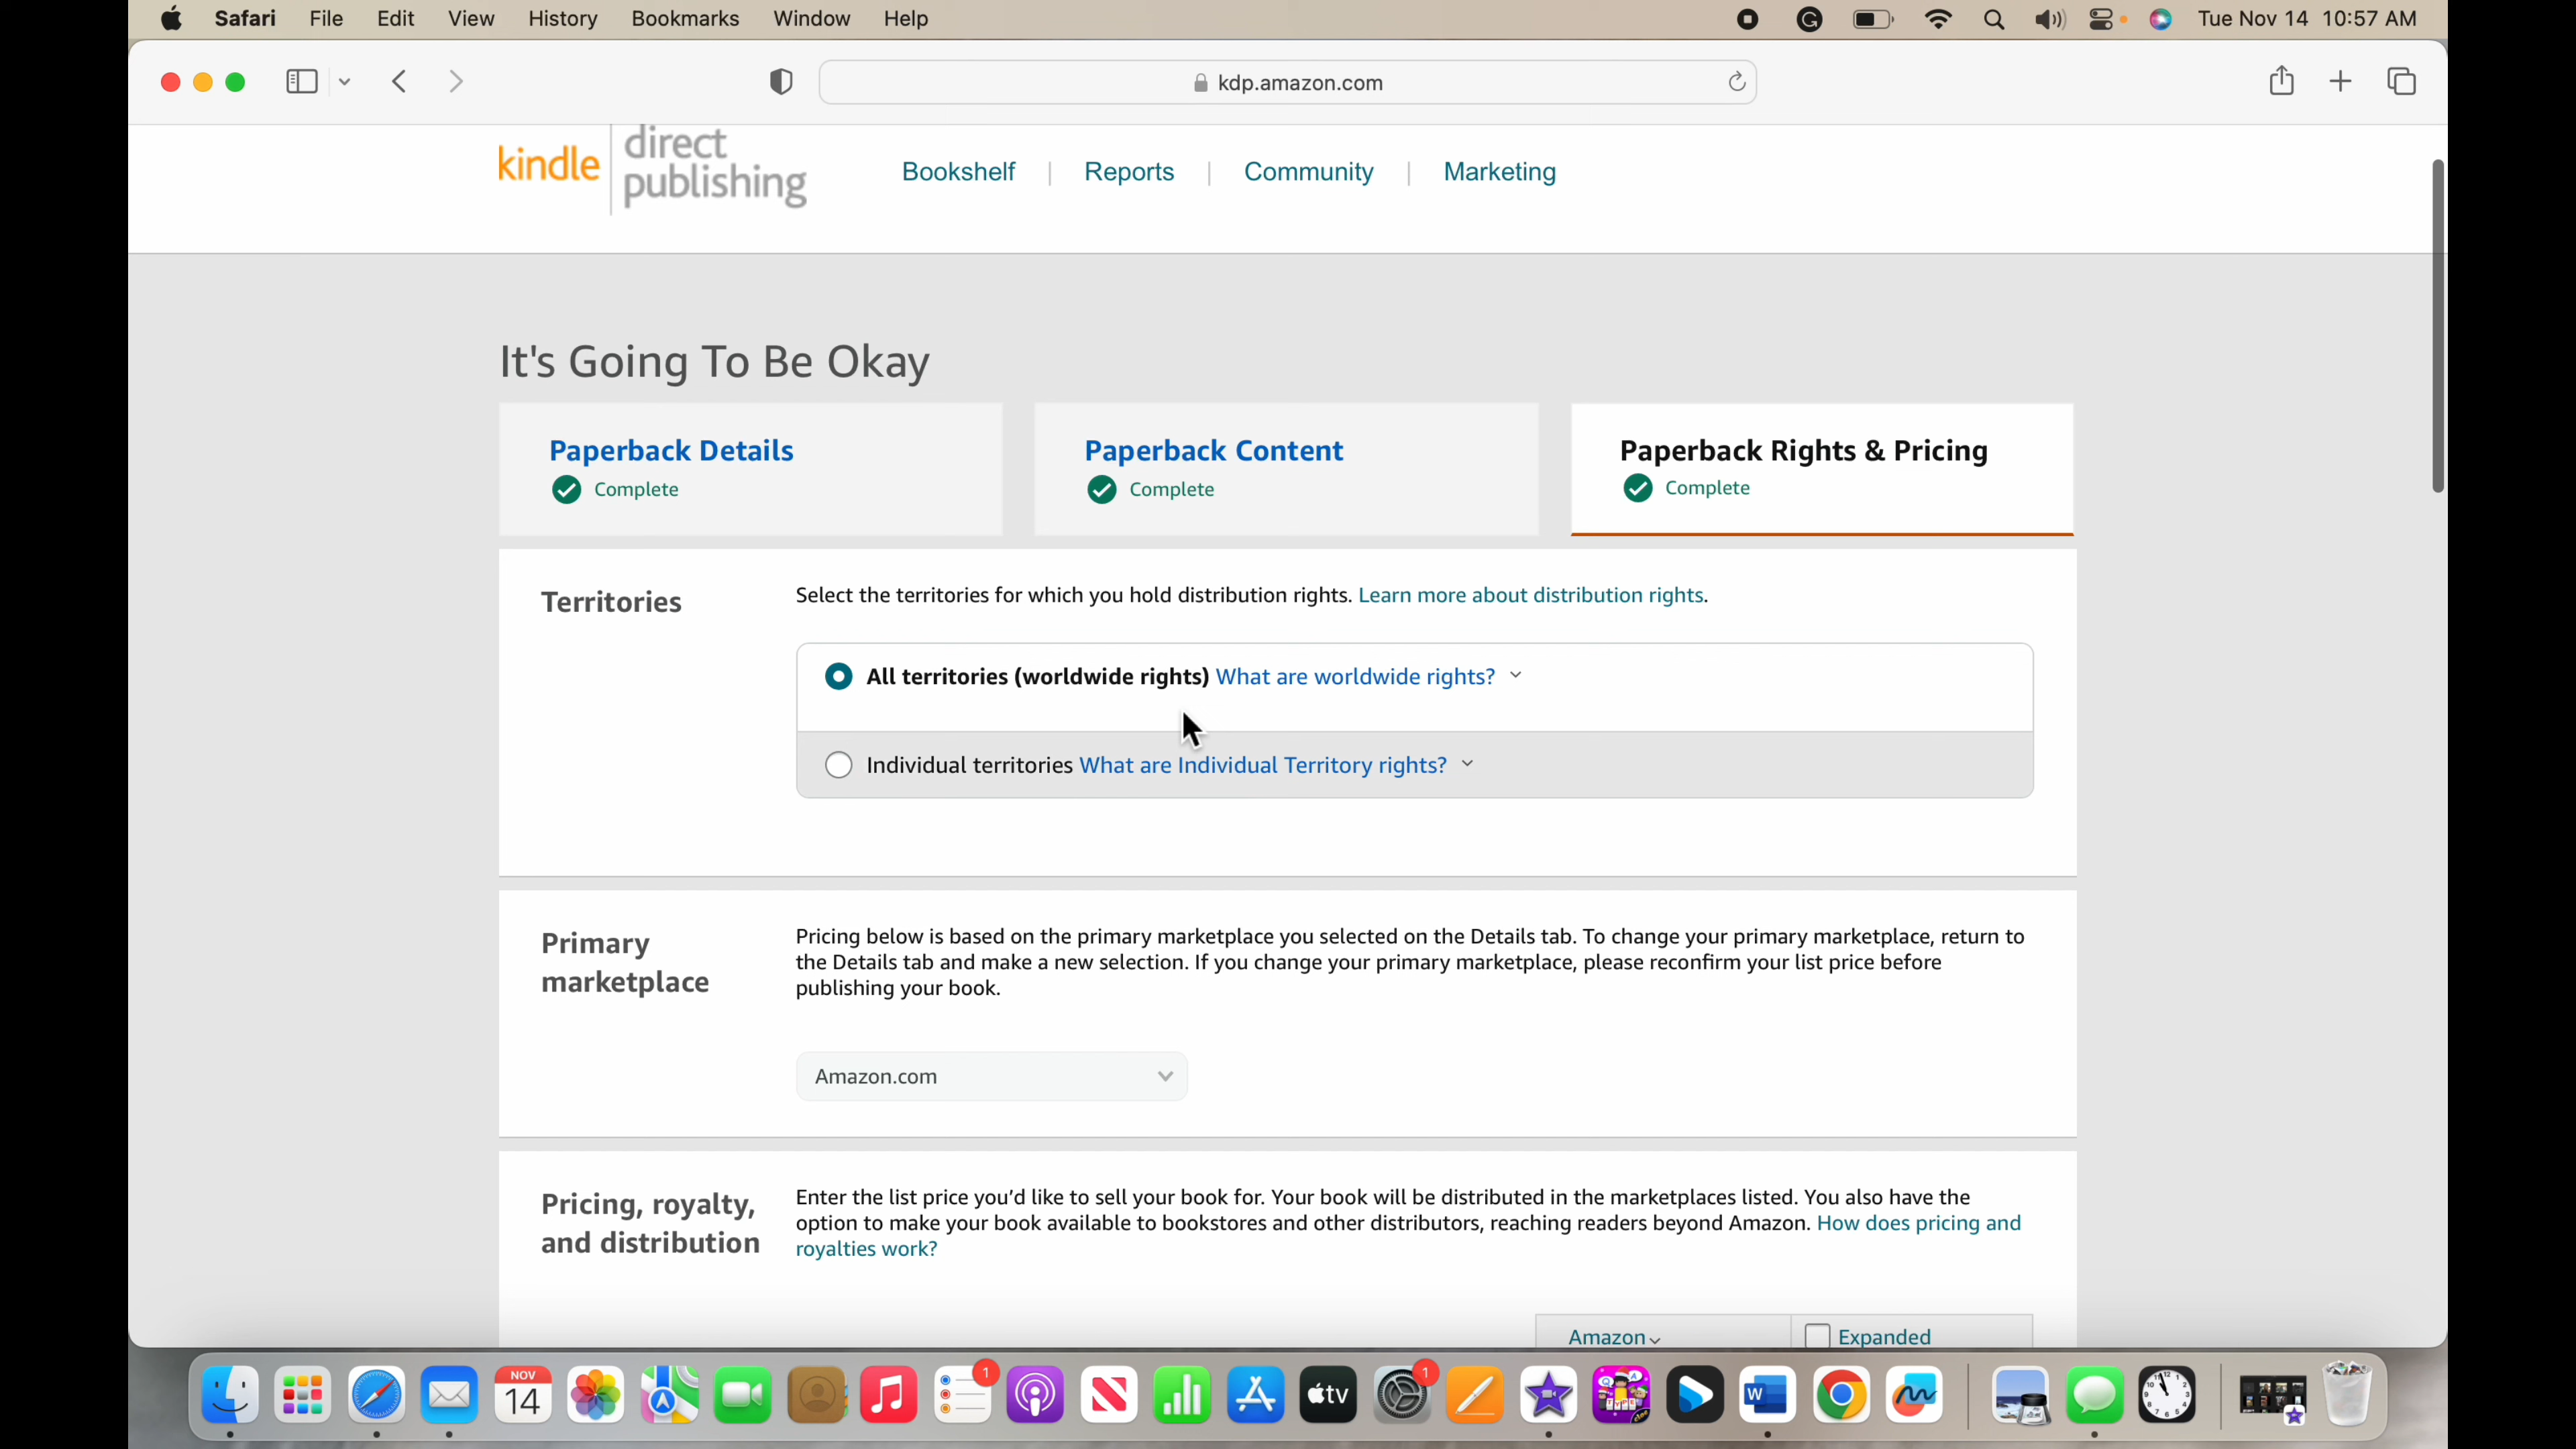 Safari File Edit View History Bookmarks Window Help Tue Nov 14 10:57 AM
kdp.amazon.com
kindle direct publishing
Bookshelf | Reports | Community | Marketing
It's Going To Be Okay
Paperback Details
Complete
Paperback Content
Complete
Paperback Rights & Pricing
Complete
Territories
Select the territories for which you hold distribution rights. Learn more about distribution rights.
All territories (worldwide rights) What are worldwide rights?
Individual territories What are Individual Territory rights?
Primary
marketplace
Pricing below is based on the primary marketplace you selected on the Details tab. To change your primary marketplace, return to
the Details tab and make a new selection. If you change your primary marketplace, please reconfirm your list price before
publishing your book.
Amazon.com
Pricing, royalty,
and distribution
Enter the list price you'd like to sell your book for. Your book will be distributed in the marketplaces listed. You also have the
option to make your book available to bookstores and other distributors, reaching readers beyond Amazon. How does pricing and
royalties work?
Amazon
Expanded
NOV
14
1
tv
1
W